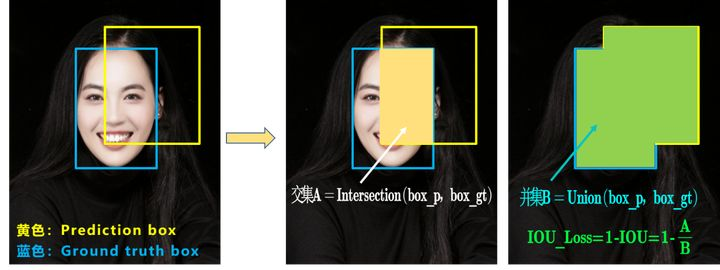 黄色：Prediction box
蓝色：Ground truth box
交集A = Intersection(box_p, box_gt)
并集B = Union(box_p, box_gt)
IOU_Loss=1-IOU=1-A/B